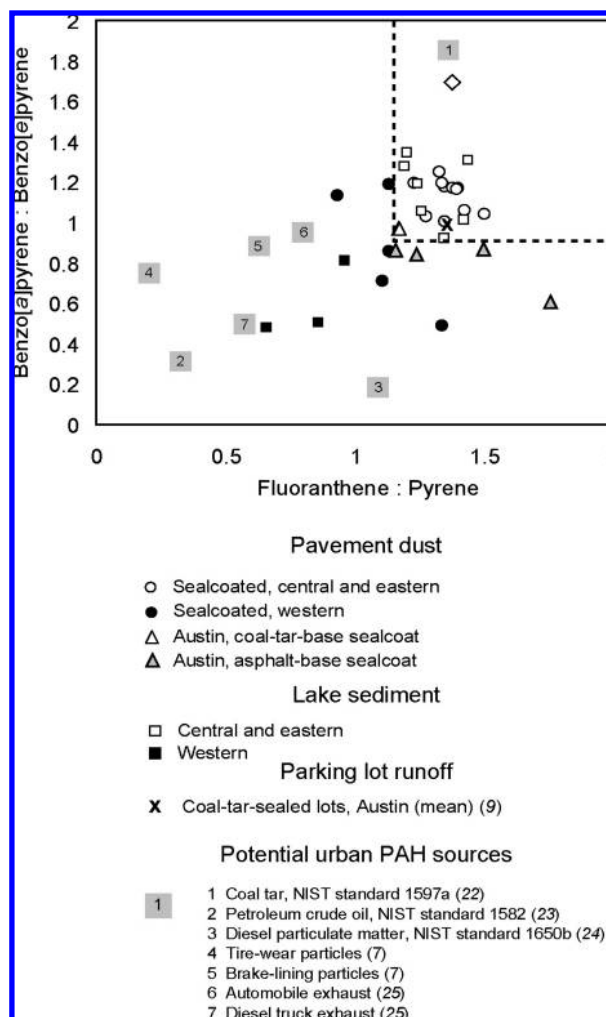 2
1.8
1.6
1.4
1.2
1
0.8
0.6
0.4
0.2
0
Benzo[a]pyrene : Benzo[e]pyrene
1
6
5
4
7
2
3
x
0 0.5 1 1.5
Fluoranthene : Pyrene
Pavement dust
Sealcoated, central and eastern
Sealcoated, western
Austin, coal-tar-base sealcoat
Austin, asphalt-base sealcoat
Lake sediment
Central and eastern
Western
Parking lot runoff
x Coal-tar-sealed lots, Austin (mean) (9)
Potential urban PAH sources
1
1 Coal tar, NIST standard 1597a (22)
2 Petroleum crude oil, NIST standard 1582 (23)
3 Diesel particulate matter, NIST standard 1650b (24)
4 Tire-wear particles (7)
5 Brake-lining particles (7)
6 Automobile exhaust (25)
7 Diesel truck exhaust (25)